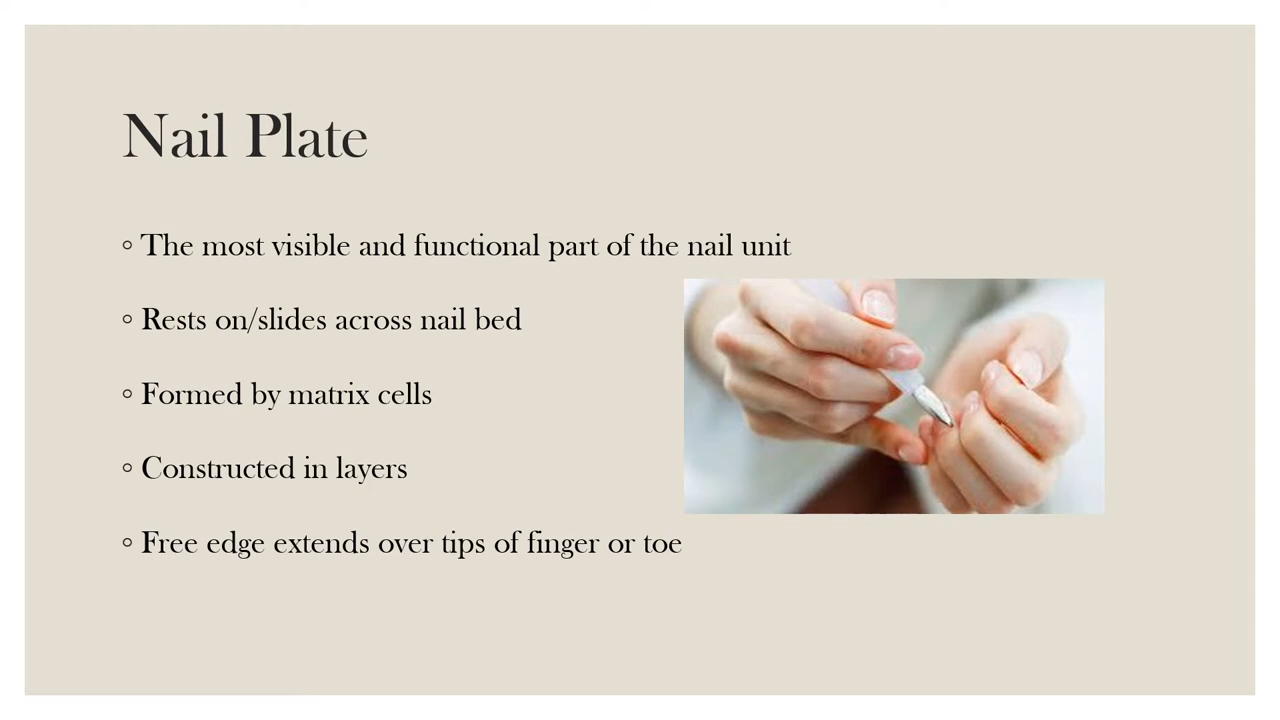 Nail Plate
◦ The most visible and functional part of the nail unit
◦ Rests on/slides across nail bed
◦ Formed by matrix cells
◦ Constructed in layers
◦ Free edge extends over tips of finger or toe